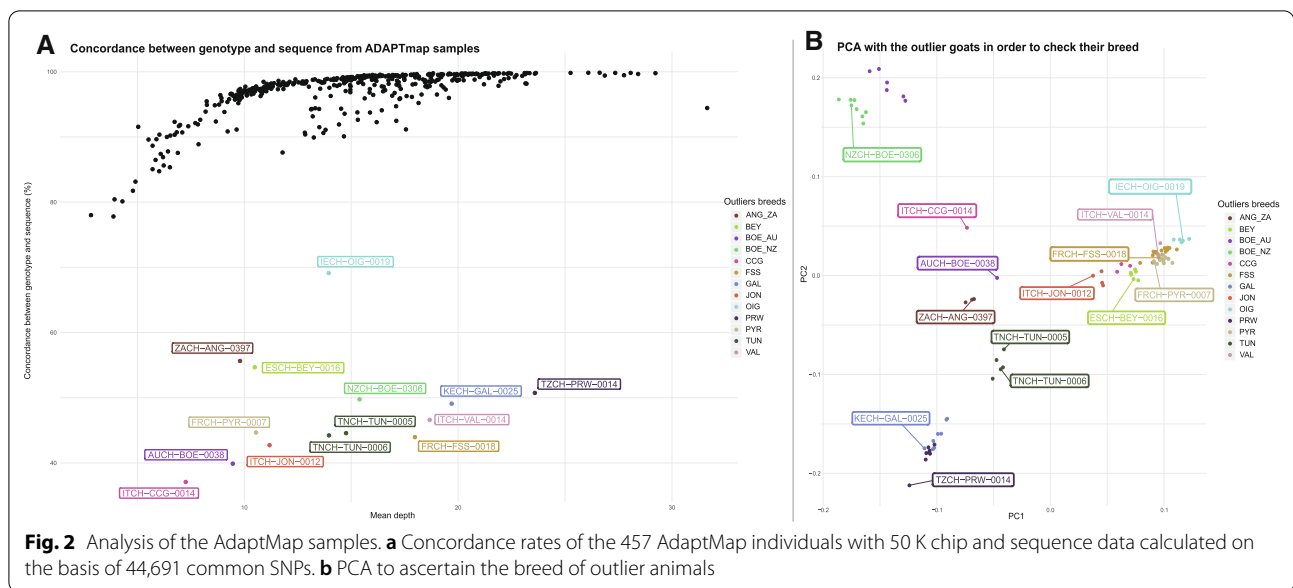 A
Concordance between genotype and sequence from ADAPTmap samples
Concordance between genotype and sequence (%)
100
80
60
40
10
20
30
Mean depth
IECH−OIG−0019
ZACH−ANG−0397
ESCH−BEY−0016
NZCH−BOE−0306
KECH−GAL−0025
TZCH−PRW−0014
FRCH−PYR−0007
TNCH−TUN−0005
ITCH−VAL−0014
AUCH−BOE−0038
ITCH−JON−0012
TNCH−TUN−0006
FRCH−FSS−0018
ITCH−CCG−0014
Outliers breeds
ANG_ZA
BEY
BOE_AU
BOE_NZ
CCG
FSS
GAL
JON
OIG
PRW
PYR
TUN
VAL
B
PCA with the outlier goats in order to check their breed
PC2
0.2
0.1
0.0
−0.1
−0.2
−0.2
−0.1
0.0
0.1
PC1
NZCH−BOE−0306
IECH−OIG−0019
ITCH−CCG−0014
ITCH−VAL−0014
FRCH−FSS−0018
AUCH−BOE−0038
ITCH−JON−0012
FRCH−PYR−0007
ZACH−ANG−0397
ESCH−BEY−0016
TNCH−TUN−0005
TNCH−TUN−0006
KECH−GAL−0025
TZCH−PRW−0014
Outliers breeds
ANG_ZA
BEY
BOE_AU
BOE_NZ
CCG
FSS
GAL
JON
OIG
PRW
PYR
TUN
VAL
Fig. 2 Analysis of the AdaptMap samples. a Concordance rates of the 457 AdaptMap individuals with 50 K chip and sequence data calculated on
the basis of 44,691 common SNPs. b PCA to ascertain the breed of outlier animals